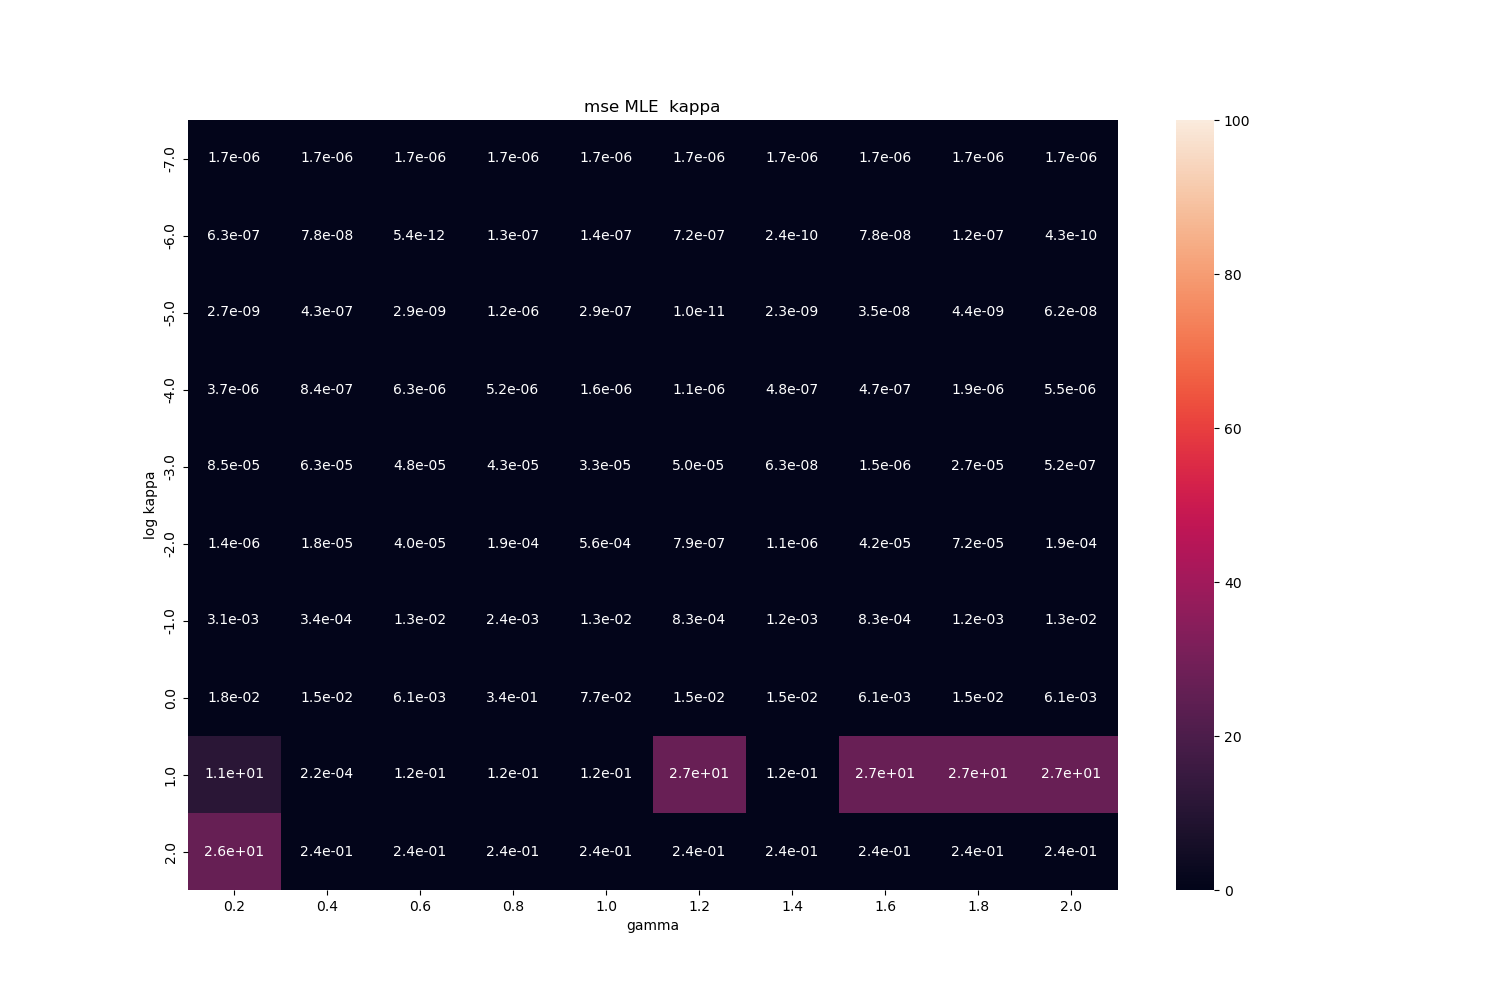 mse MLE  kappa
-7.0 1.7e-06 1.7e-06 1.7e-06 1.7e-06 1.7e-06 1.7e-06 1.7e-06 1.7e-06 1.7e-06 1.7e-06
-6.0 6.3e-07 7.8e-08 5.4e-12 1.3e-07 1.4e-07 7.2e-07 2.4e-10 7.8e-08 1.2e-07 4.3e-10
-5.0 2.7e-09 4.3e-07 2.9e-09 1.2e-06 2.9e-07 1.0e-11 2.3e-09 3.5e-08 4.4e-09 6.2e-08
-4.0 3.7e-06 8.4e-07 6.3e-06 5.2e-06 1.6e-06 1.1e-06 4.8e-07 4.7e-07 1.9e-06 5.5e-06
-3.0 8.5e-05 6.3e-05 4.8e-05 4.3e-05 3.3e-05 5.0e-05 6.3e-08 1.5e-06 2.7e-05 5.2e-07
-2.0 1.4e-06 1.8e-05 4.0e-05 1.9e-04 5.6e-04 7.9e-07 1.1e-06 4.2e-05 7.2e-05 1.9e-04
-1.0 3.1e-03 3.4e-04 1.3e-02 2.4e-03 1.3e-02 8.3e-04 1.2e-03 8.3e-04 1.2e-03 1.3e-02
0.0 1.8e-02 1.5e-02 6.1e-03 3.4e-01 7.7e-02 1.5e-02 1.5e-02 6.1e-03 1.5e-02 6.1e-03
1.0 1.1e+01 2.2e-04 1.2e-01 1.2e-01 1.2e-01 2.7e+01 1.2e-01 2.7e+01 2.7e+01 2.7e+01
2.0 2.6e+01 2.4e-01 2.4e-01 2.4e-01 2.4e-01 2.4e-01 2.4e-01 2.4e-01 2.4e-01 2.4e-01
0.2 0.4 0.6 0.8 1.0 1.2 1.4 1.6 1.8 2.0
gamma
log kappa
100
80
60
40
20
0